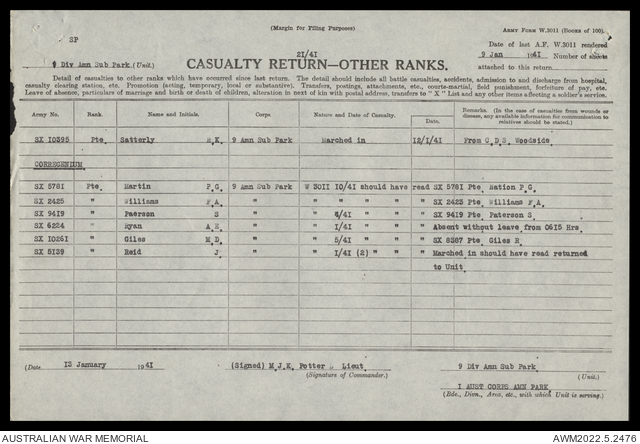 (Margin for Filing Purposes)
ARMY FORM W.3011 (BOOKS OF 100).
SP
Date of last A.F. W.3011 rendered
21/41
9 Jan 1941 Number of sheets
9 Div Amn Sub Park (Unit.)
CASUALTY RETURN—OTHER RANKS.
attached to this return
Detail of casualties to other ranks which have occurred since last return. The detail should include all battle casualties, accidents, admission to and discharge from hospital,
casualty clearing station, etc. Promotion (acting, temporary, local or substantive). Transfers, postings, attachments, etc., courts-martial, field punishment, forfeiture of pay, etc.
Leave of absence, particulars of marriage and birth or death of children, alteration in next of kin with postal address, transfers to "X" List and any other items affecting a soldier's service.
Army No. Rank. Name and Initials. Corps Nature and Date of Casualty. Date. Remarks. (In the case of casualties from wounds or disease, any available information for communication to relatives should be stated.)
SX 10395 Pte. Satterly R.K. 9 Amn Sub Park Marched in 12/1/41 From G.D.S. Woodside
CORREGENDUM
SX 5781 Pte. Martin P.G. 9 Amn Sub Park W 3011 10/41 should have read SX 5781 Pte. Bation P.G.
SX 2425 " Williams F.A. " " " " " SX 2425 Pte. Williams F.A.
SX 9419 " Paerson S " " 4/41 " " " SX 9419 Pte. Paterson S
SX 6224 " Ryan A.E. " " 1/41 " " " Absent without leave from 0615 Hrs
SX 10261 " Giles M.D. " " 5/41 " " " SX 8387 Pte. Giles R
SX 5139 " Reid J " " 1/41 (2) " " " Marched in should have read returned
to Unit
(Date 13 January 1941 (Signed) M.J.K. Potter Lieut 9 Div Amn Sub Park
(Signature of Commander.) (Unit.)
1 AUST CORPS AMN PARK
(Bde., Divn., Area, etc., with which Unit is serving.)
AUSTRALIAN WAR MEMORIAL AWM2022.5.2476